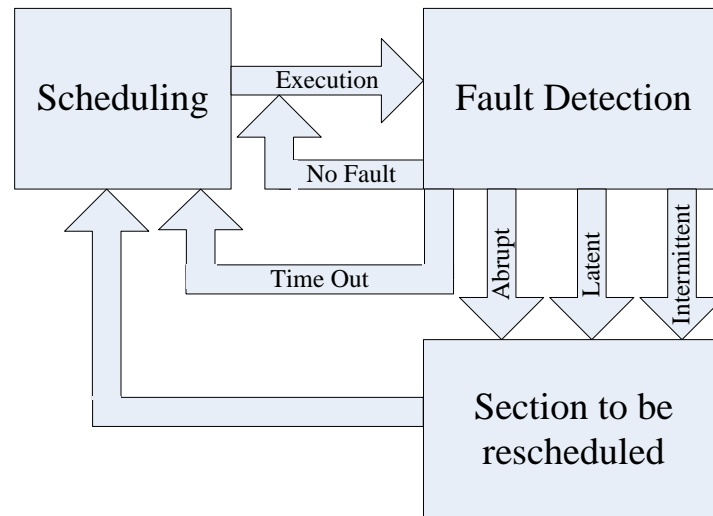 Scheduling
Execution
Fault Detection
No Fault
Time Out
Abrupt
Latent
Intermittent
Section to be
rescheduled